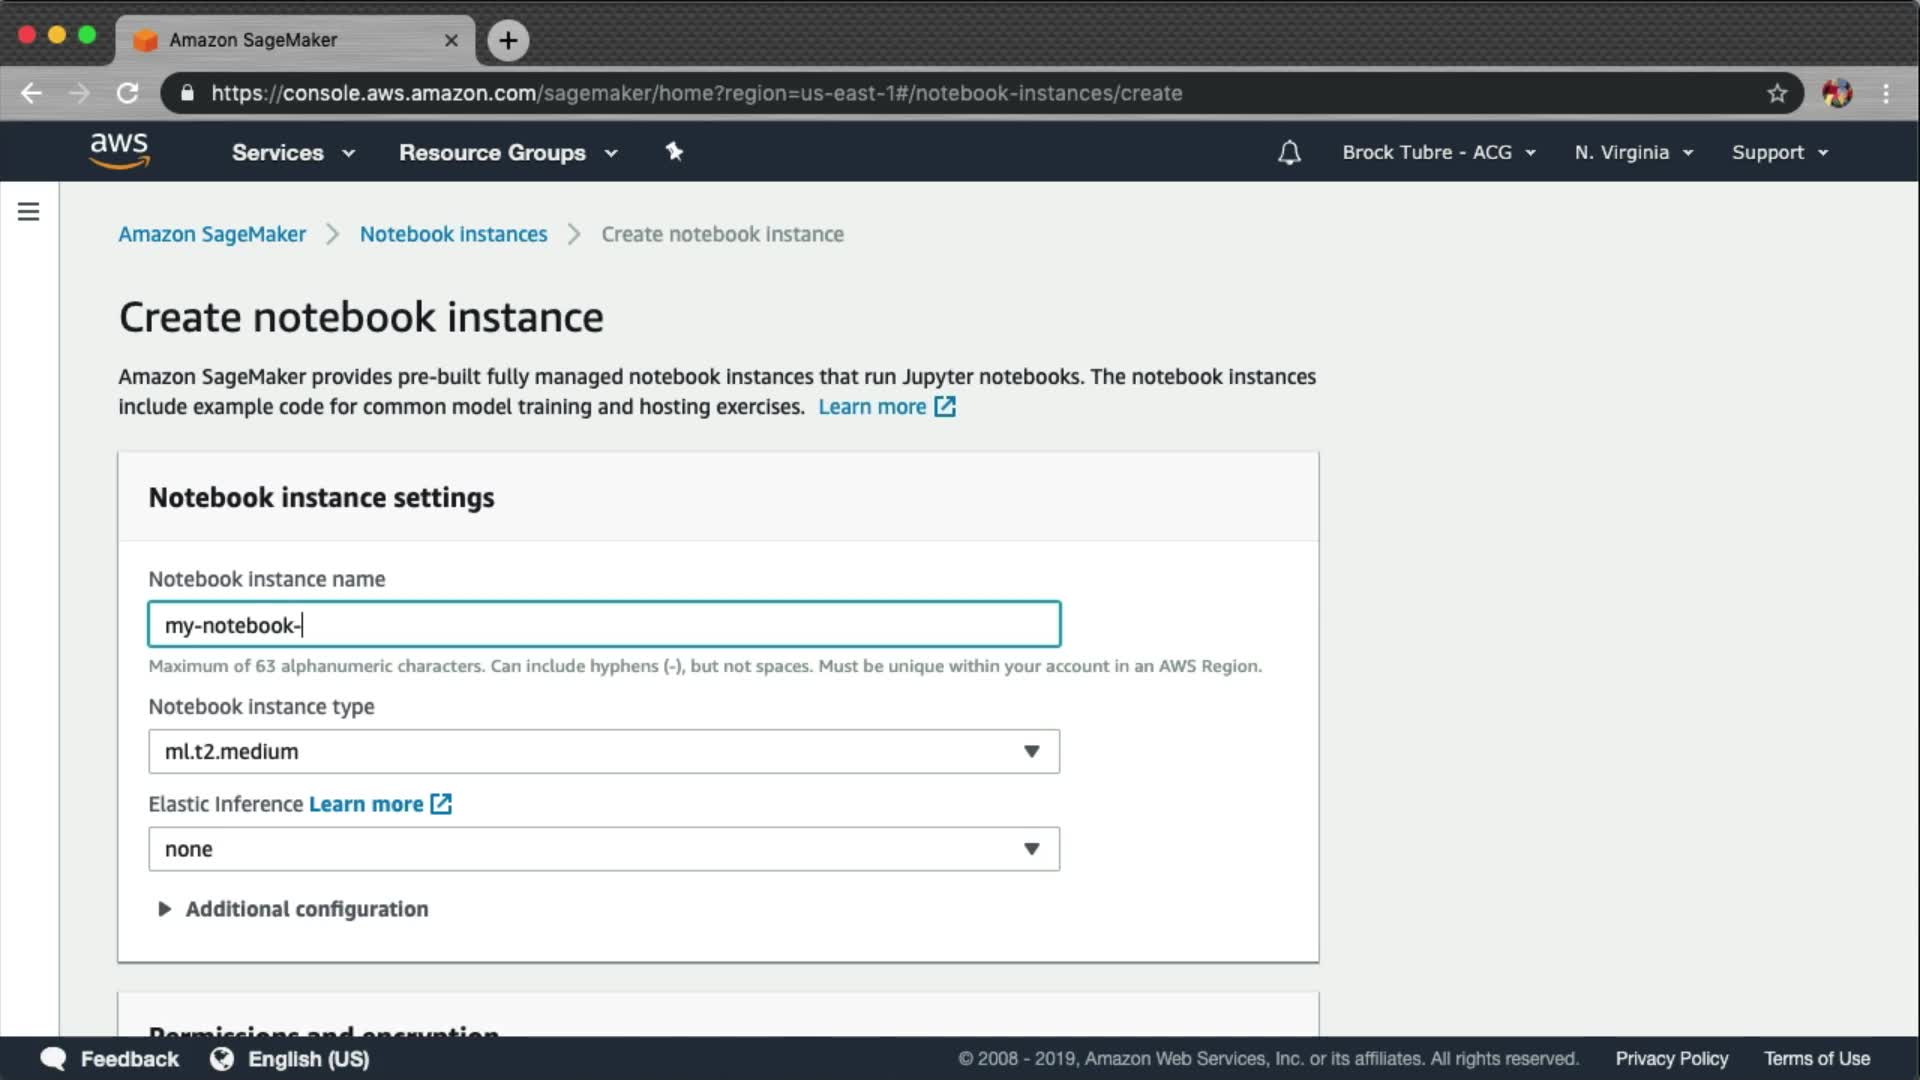 Amazon SageMaker
https://console.aws.amazon.com/sagemaker/home?region=us-east-1#/notebook-instances/create
aws Services Resource Groups Brock Tubre - ACG N. Virginia Support
Amazon SageMaker Notebook instances Create notebook instance
Create notebook instance
Amazon SageMaker provides pre-built fully managed notebook instances that run Jupyter notebooks. The notebook instances
include example code for common model training and hosting exercises. Learn more
Notebook instance settings
Notebook instance name
my-notebook-
Maximum of 63 alphanumeric characters. Can include hyphens (-), but not spaces. Must be unique within your account in an AWS Region.
Notebook instance type
ml.t2.medium
Elastic Inference Learn more
none
Additional configuration
Permissions and encryption
Feedback English (US) © 2008 - 2019, Amazon Web Services, Inc. or its affiliates. All rights reserved. Privacy Policy Terms of Use